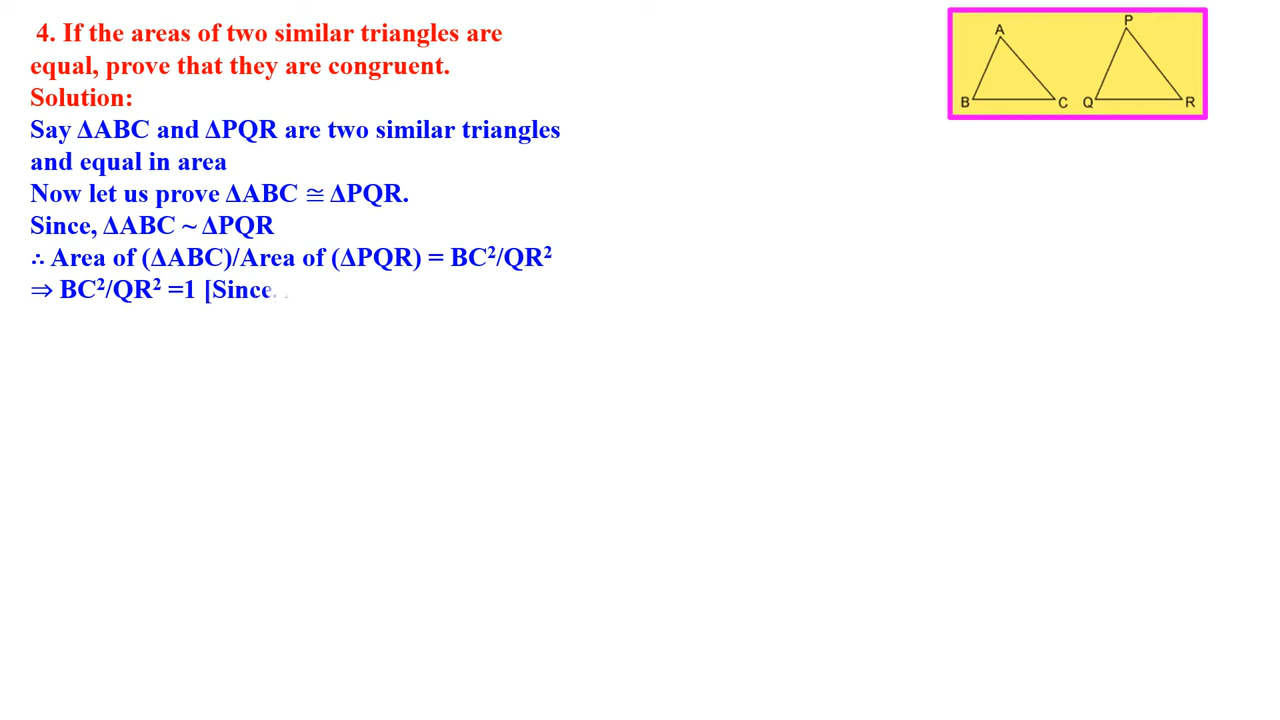 4. If the areas of two similar triangles are
equal, prove that they are congruent.
Solution:
Say ΔABC and ΔPQR are two similar triangles
and equal in area
Now let us prove ΔABC ≅ ΔPQR.
Since, ΔABC ~ ΔPQR
∴ Area of (ΔABC)/Area of (ΔPQR) = BC²/QR²
⇒ BC²/QR² =1 [Since
A
B
C
P
Q
R